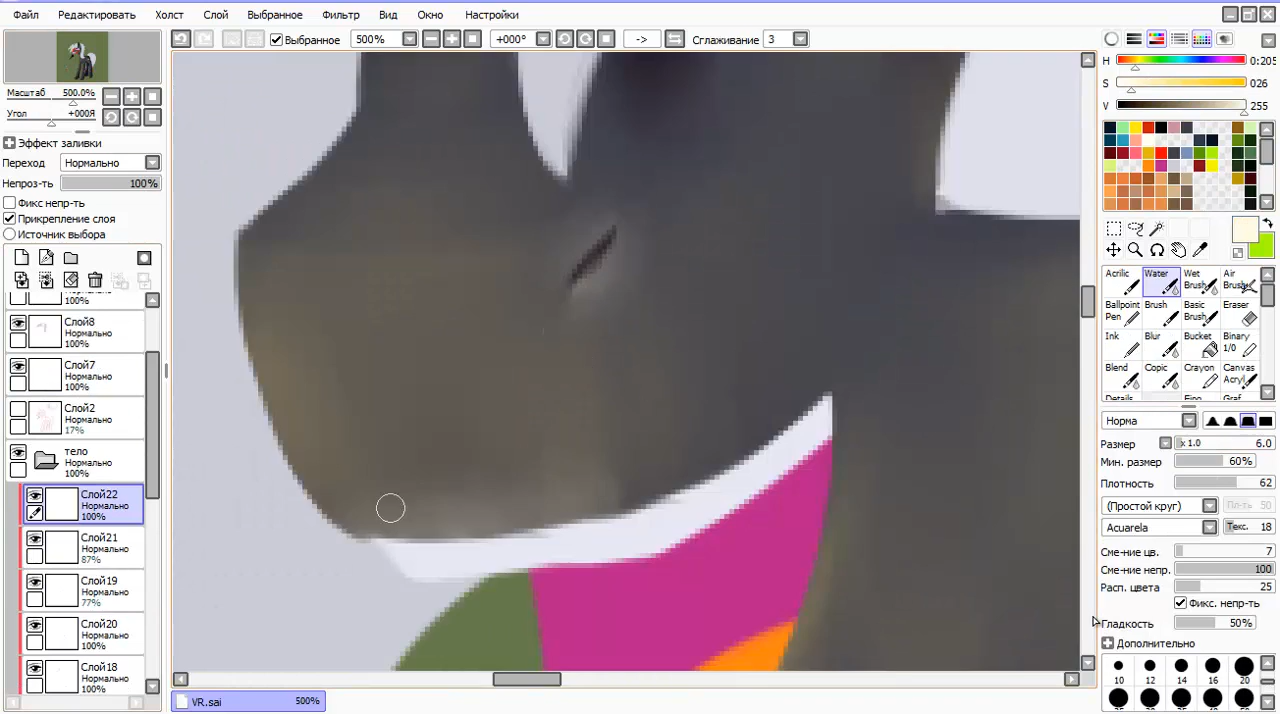 Файл Редактировать Холст Слой Выбранное Фильтр Вид Окно Настройки
Выбранное 500% +000° -> Сглаживание 3
Масштаб 500.0%
Угол +000Я
Эффект заливки
Переход Нормально
Непроз-ть 100%
Фикс непр-ть
Прикрепление слоя
Источник выбора
100%
Слой8
Нормально
100%
Слой7
Нормально
100%
Слой2
17%
тело
Нормально
100%
Слой22
Нормально
100%
Слой21
87%
Слой19
77%
Слой20
100%
Слой18
Нормально
100%
H 0:205
S 026
V 255
Acrilic Water Wet Brush Air Brush
Ballpoint Pen Brush Basic Brush Eraser
Ink Blur Bucket Binary 1/0
Blend Copic Crayon Canvas Acryl
Details
Норма
Размер x 1.0 6.0
Мин. размер 60%
Плотность 62
(Простой круг) 50
Acuarela Текс. 18
Сме-ние цв. 7
Сме-ние непр. 100
Расп. цвета 25
Фикс. непр-ть
Гладкость 50%
Дополнительно
10 12 14 16 20
VR.sai 500%